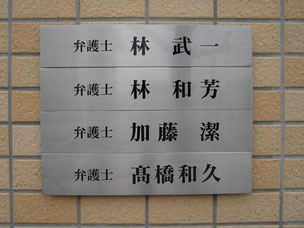 弁護士 林 武一
弁護士 林 和芳
弁護士 加藤 潔
弁護士 髙橋和久